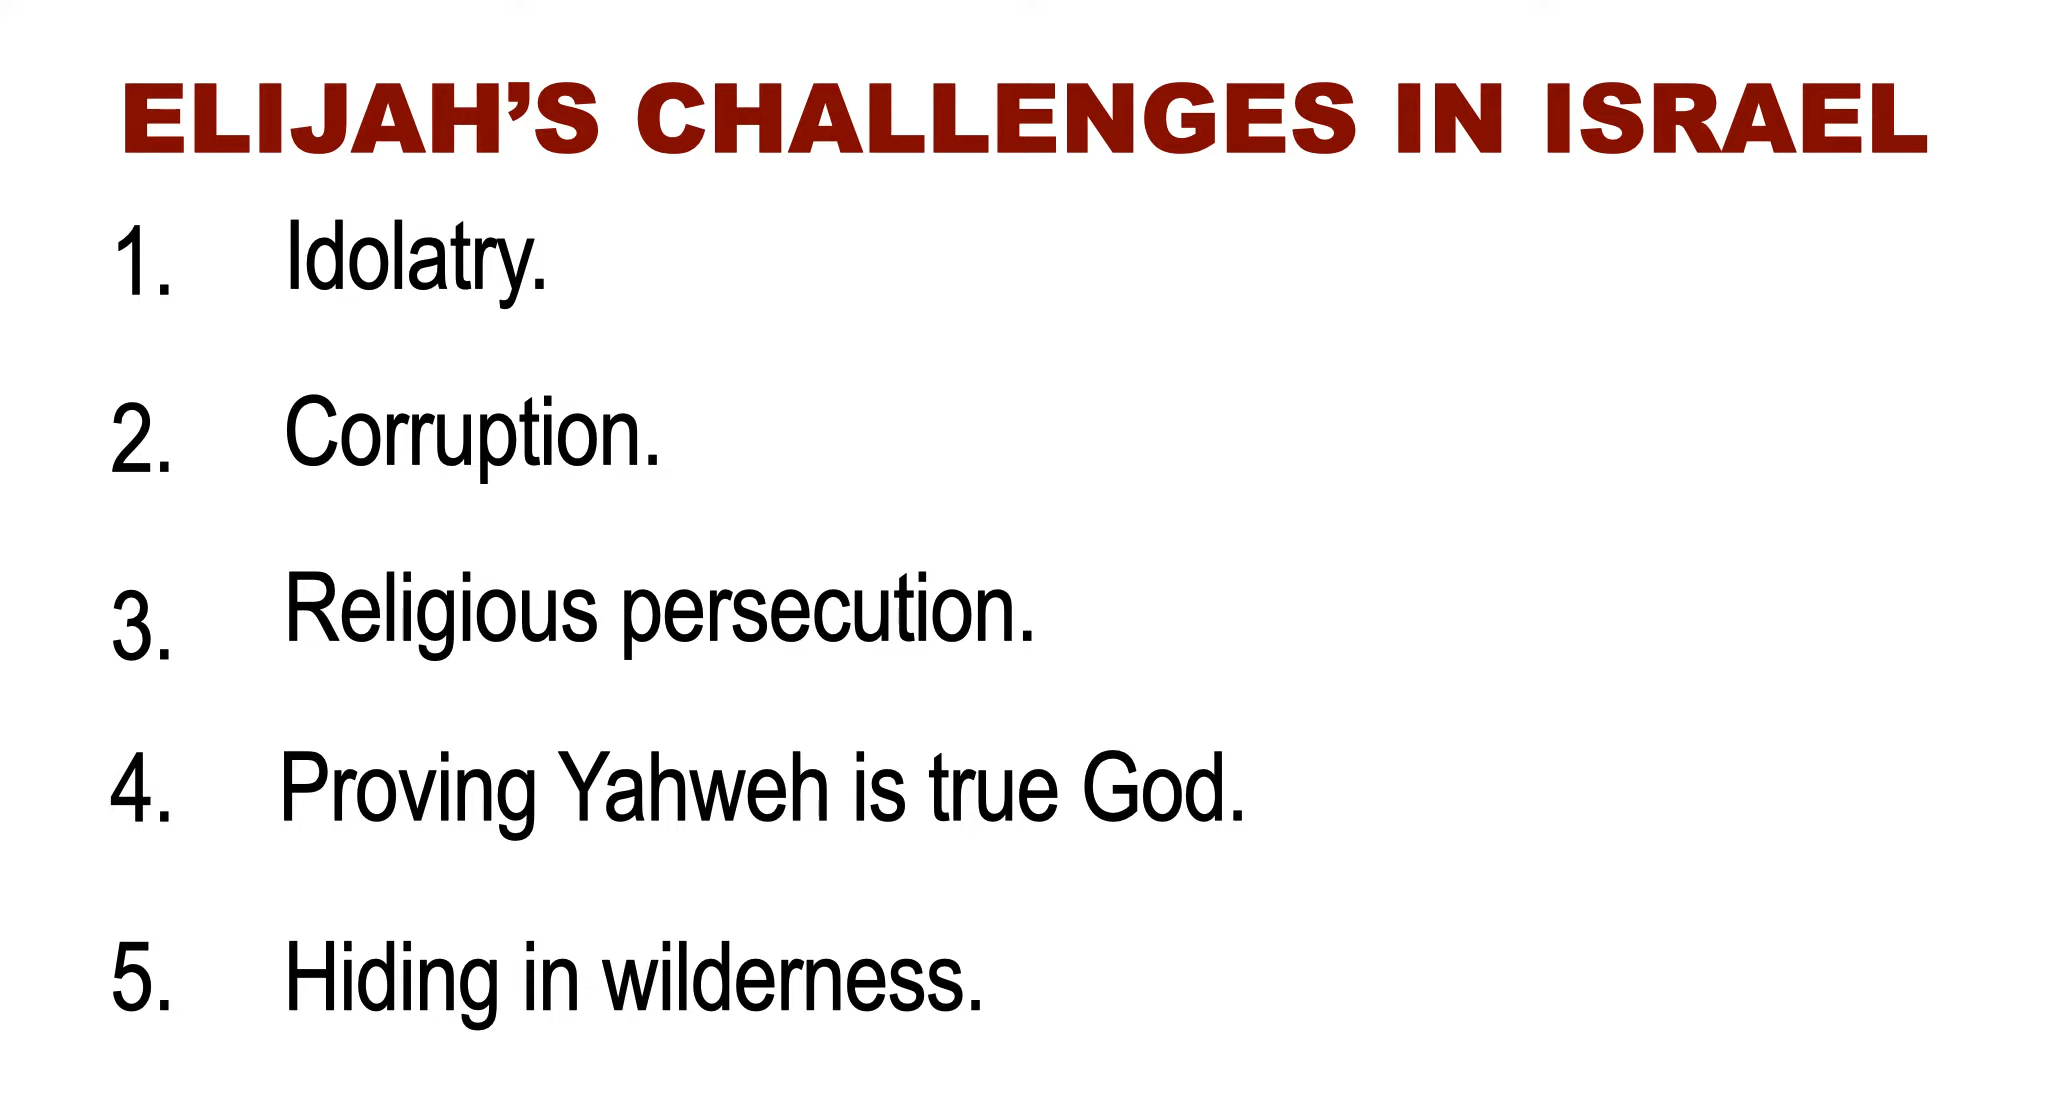 ELIJAH’S CHALLENGES IN ISRAEL
1. Idolatry.
2. Corruption.
3. Religious persecution.
4. Proving Yahweh is true God.
5. Hiding in wilderness.